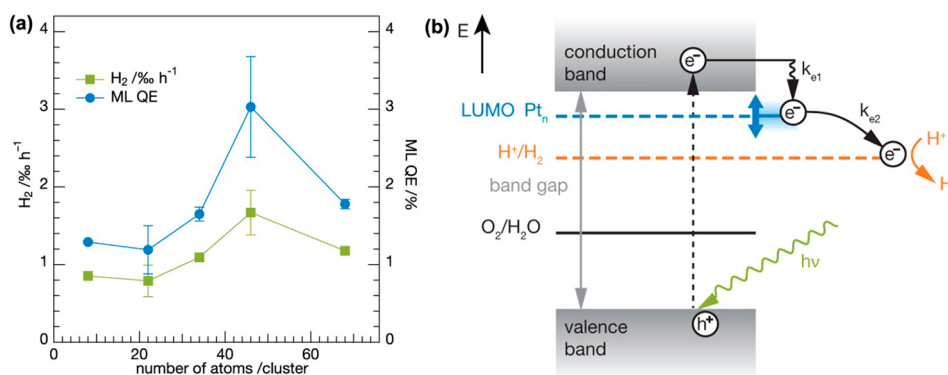 (a)
4
3
2
1
0
H₂ /‰ h⁻¹
H₂ /‰ h⁻¹
ML QE
4
3
2
1
0
ML QE /%
0 20 40 60
number of atoms /cluster
(b)
E
conduction
band
e⁻
kₑ₁
LUMO Ptₙ
e⁻
kₑ₂
H⁺/H₂
e⁻
H⁺
H
band gap
O₂/H₂O
hν
valence
band
h⁺